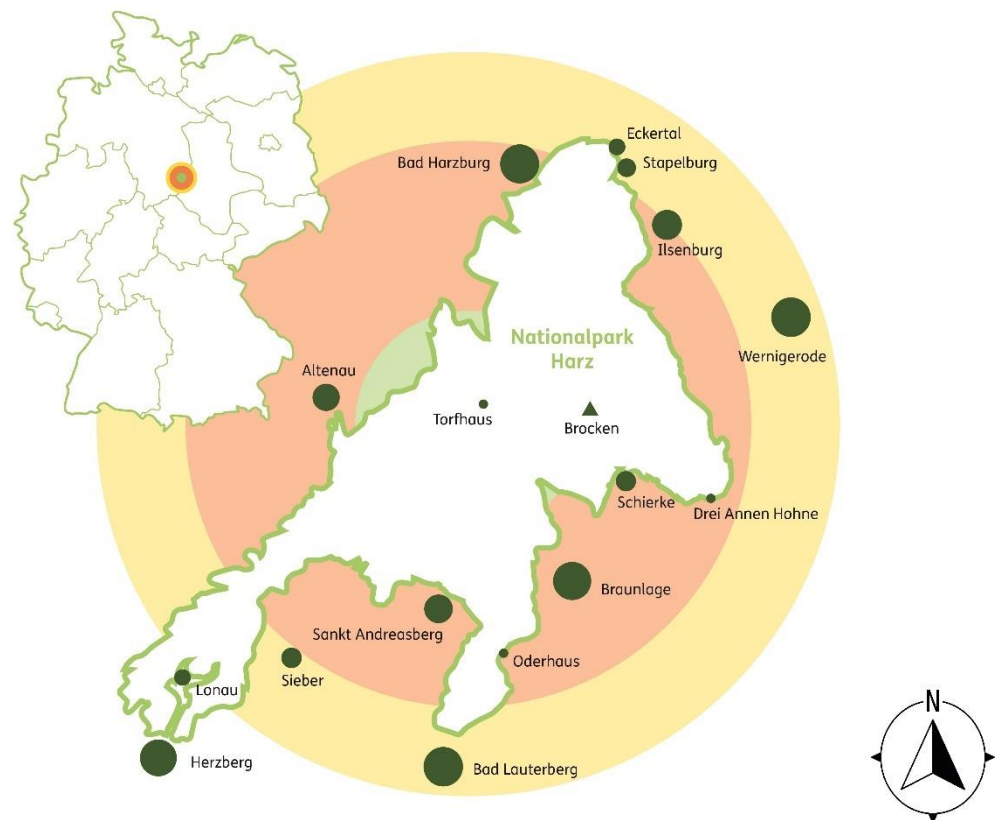 Eckertal
Bad Harzburg
Stapelburg
Ilsenburg
Nationalpark
Harz
Wernigerode
Altenau
Torfhaus
Brocken
Schierke
Drei Annen Hohne
Braunlage
Sankt Andreasberg
Oderhaus
Sieber
Lonau
Herzberg
Bad Lauterberg
N